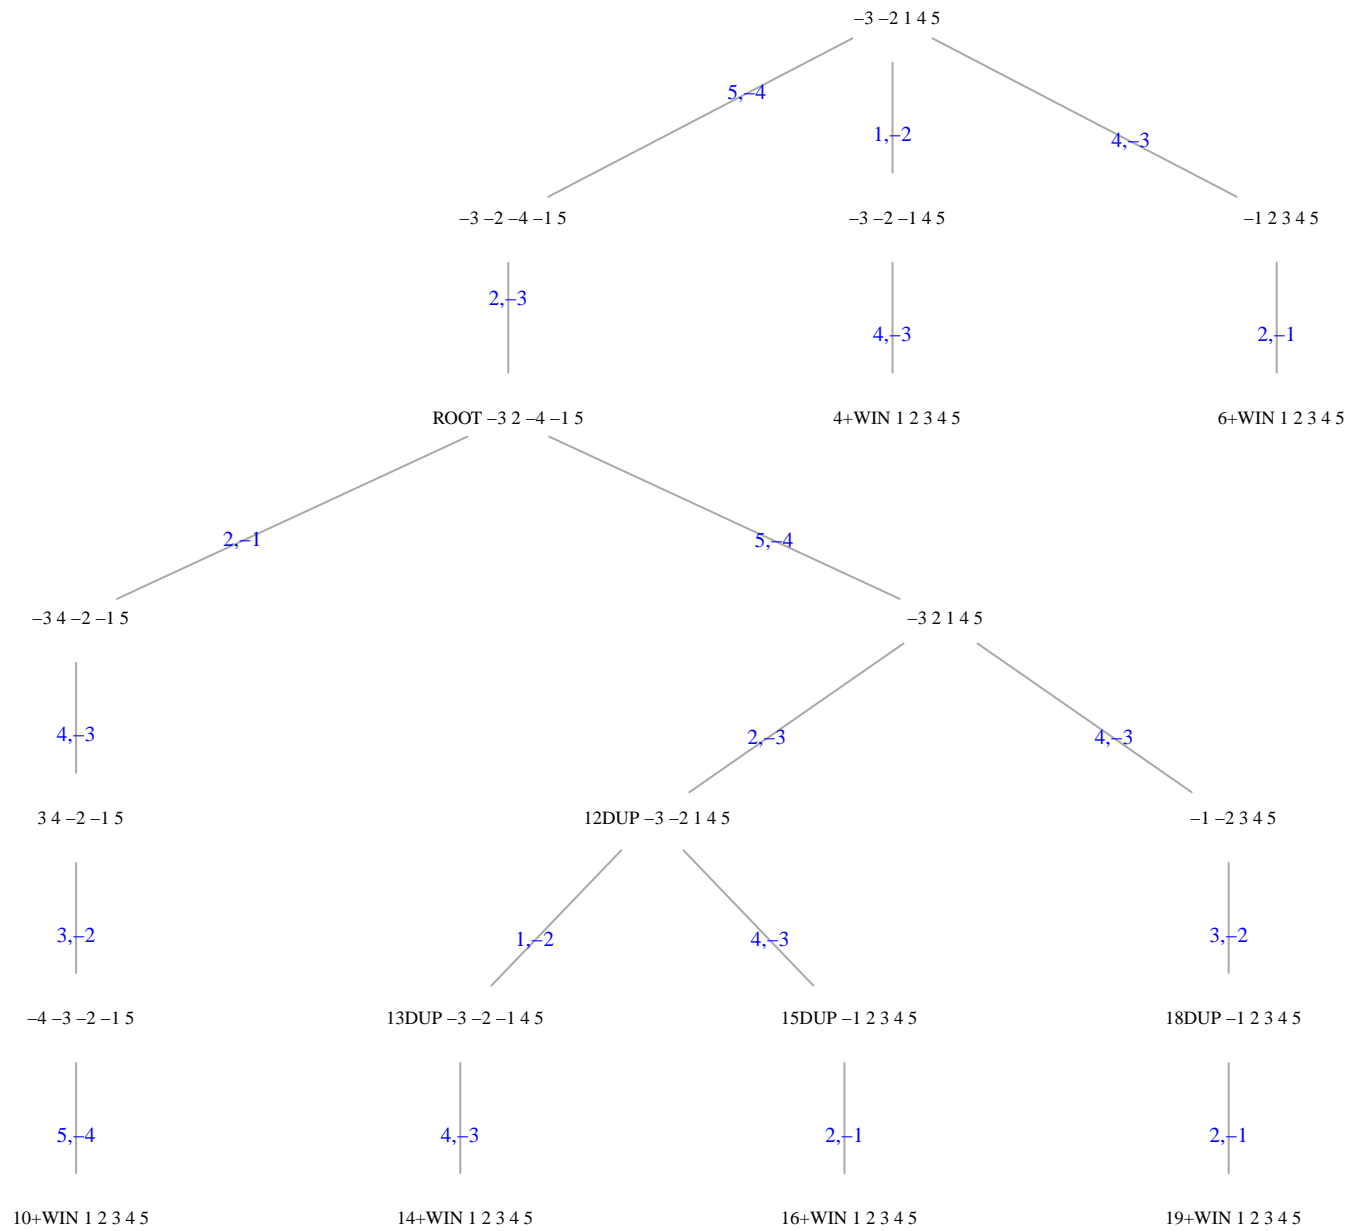 −3 −2 1 4 5
5,−4
1,−2
4,−3
−3 −2 −4 −1 5
−3 −2 −1 4 5
−1 2 3 4 5
2,−3
4,−3
2,−1
ROOT −3 2 −4 −1 5
4+WIN 1 2 3 4 5
6+WIN 1 2 3 4 5
2,−1
5,−4
−3 4 −2 −1 5
−3 2 1 4 5
4,−3
2,−3
4,−3
3 4 −2 −1 5
12DUP −3 −2 1 4 5
−1 −2 3 4 5
3,−2
1,−2
4,−3
3,−2
−4 −3 −2 −1 5
13DUP −3 −2 −1 4 5
15DUP −1 2 3 4 5
18DUP −1 2 3 4 5
5,−4
4,−3
2,−1
2,−1
10+WIN 1 2 3 4 5
14+WIN 1 2 3 4 5
16+WIN 1 2 3 4 5
19+WIN 1 2 3 4 5